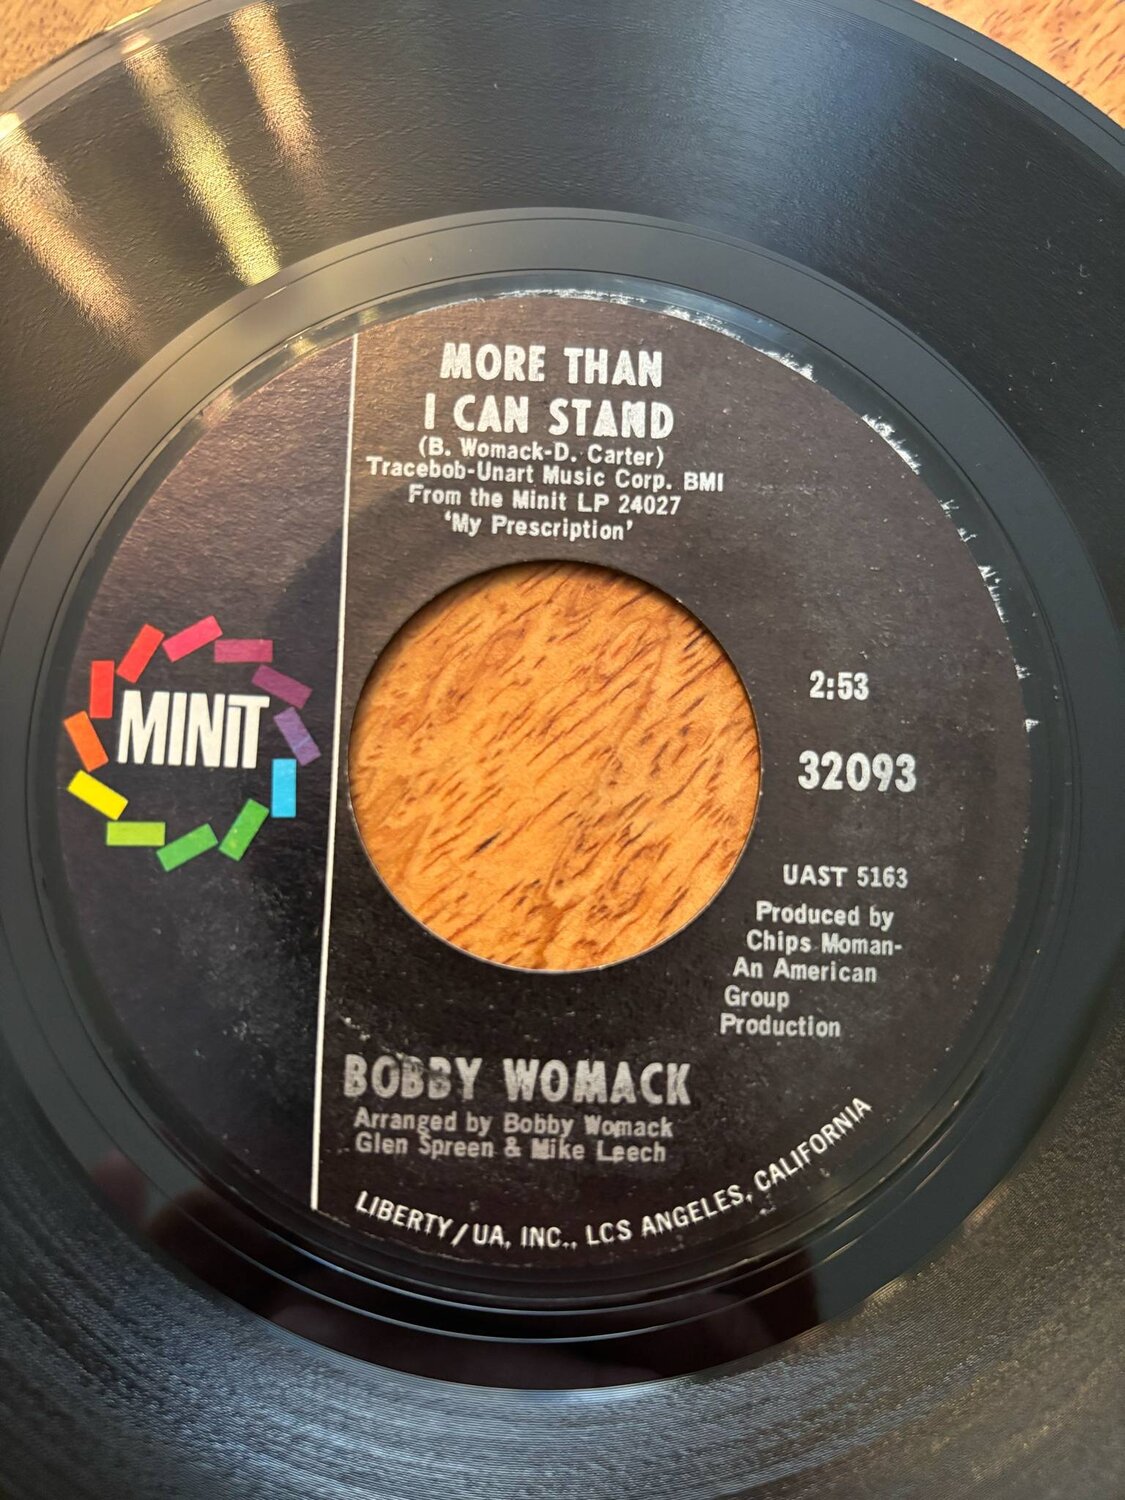 MORE THAN
I CAN STAND
(B. Womack-D. Carter)
Tracebob-Unart Music Corp. BMI
From the Minit LP 24027
‘My Prescription’
MINiT
2:53
32093
UAST 5163
Produced by
Chips Moman-
An American
Group
Production
BOBBY WOMACK
Arranged by Bobby Womack
Glen Spreen & Mike Leech
LIBERTY/UA, INC., LOS ANGELES, CALIFORNIA